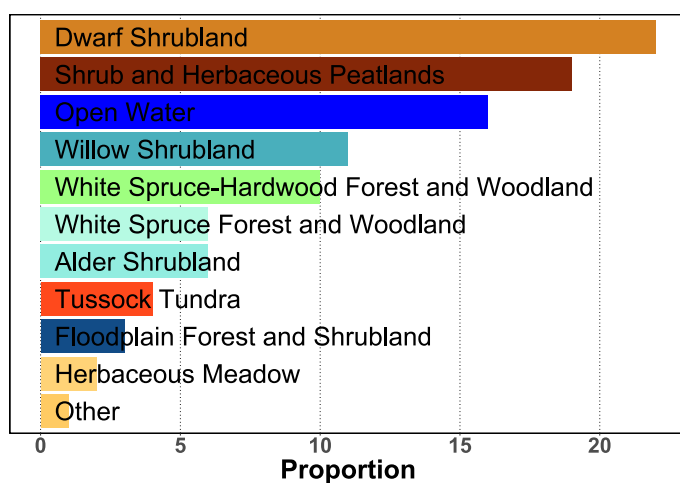 Dwarf Shrubland
Shrub and Herbaceous Peatlands
Open Water
Willow Shrubland
White Spruce-Hardwood Forest and Woodland
White Spruce Forest and Woodland
Alder Shrubland
Tussock Tundra
Floodplain Forest and Shrubland
Herbaceous Meadow
Other
0 5 10 15 20
Proportion